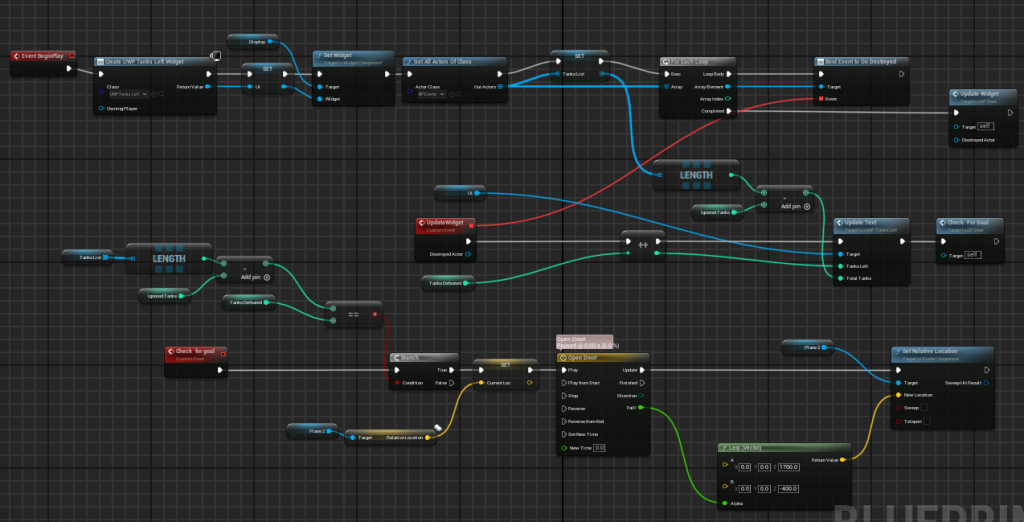 Event BeginPlay
Create UWP Tanks Left Widget
Class
UWP Tanks Left
Owning Player
Return Value
Display
SET
UI
Set Widget
Target is Widget Component
Target
Widget
Get All Actors Of Class
Actor Class
Out Actors
SET
Tanks List
For Each Loop
Exec
Array
Loop Body
Array Element
Array Index
Completed
Bind Event to On Destroyed
Target
Event
Update Widget
Target is BP Door
Target
self
Destroyed Actor
LENGTH
Ignored Tanks
-
Add pin
UI
UpdateWidget
Custom Event
Destroyed Actor
Tanks Defeated
++
Update Text
Target is UWP Tanks Left
Target
Tanks Left
Total Tanks
Check For Goal
Target is BP Door
Target
self
Tanks List
LENGTH
Ignored Tanks
-
Add pin
Tanks Defeated
==
Check for goal
Custom Event
Branch
Condition
True
False
SET
Current Loc
Phase 2
Target
Relative Location
Open Door!
Paused @ 0.00 s (0.0%)
Open Door!
Play
Play from Start
Stop
Reverse
Reverse from End
Set New Time
New Time
0.0
Update
Finished
Direction
Fall!
Phase 2
Set Relative Location
Target is Scene Component
Target
New Location
Sweep
Teleport
Sweep Hit Result
Lerp (Vector)
A
X 0.0 Y 0.0 Z 1700.0
B
X 0.0 Y 0.0 Z -400.0
Alpha
Return Value